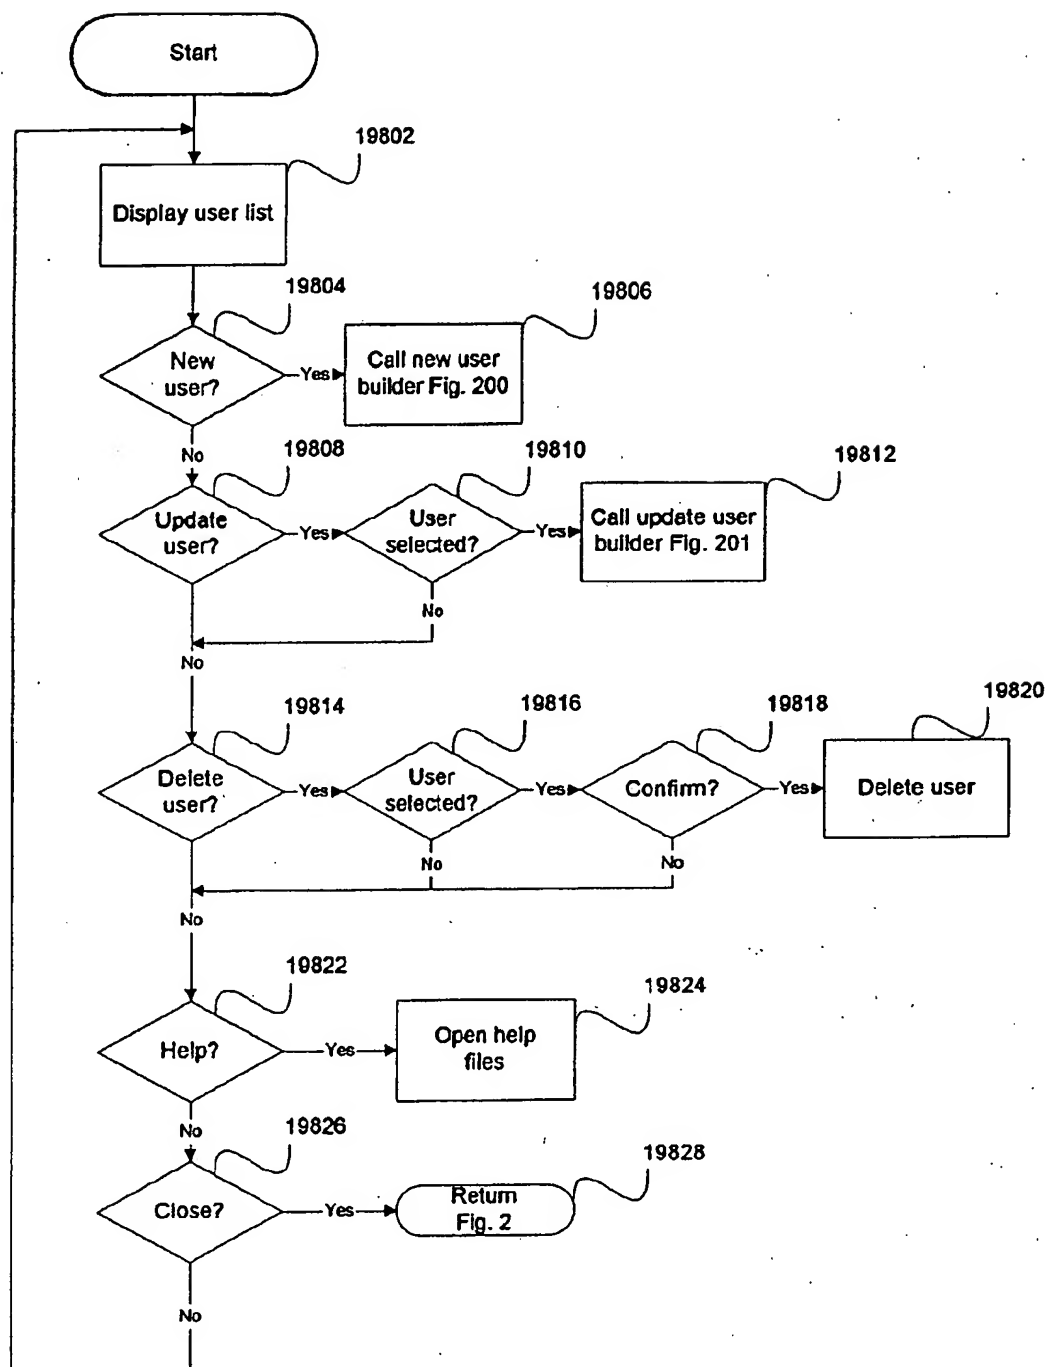 Start
19802
Display user list
19804
19806
New
user?
Yes
Call new user
builder Fig. 200
No
19808
19810
19812
Update
user?
Yes
User
selected?
Yes
Call update user
builder Fig. 201
No
No
19814
19816
19818
19820
Delete
user?
Yes
User
selected?
Yes
Confirm?
Yes
Delete user
No
No
No
19822
19824
Help?
Yes
Open help
files
No
19826
19828
Close?
Yes
Return
Fig. 2
No